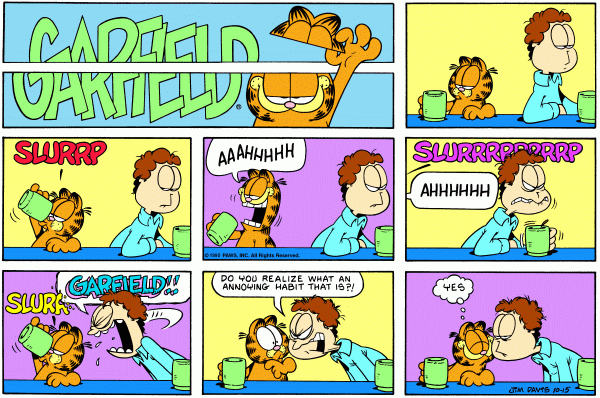 GARFIELD®
SLURRP
AAAHHHHH
© 1995 PAWS, INC. All Rights Reserved.
SLURRRRRRRRP
AHHHHHH
SLURR
GARFIELD!!
DO YOU REALIZE WHAT AN
ANNOYING HABIT THAT IS?!
YES
JIM DAVIS 10-15